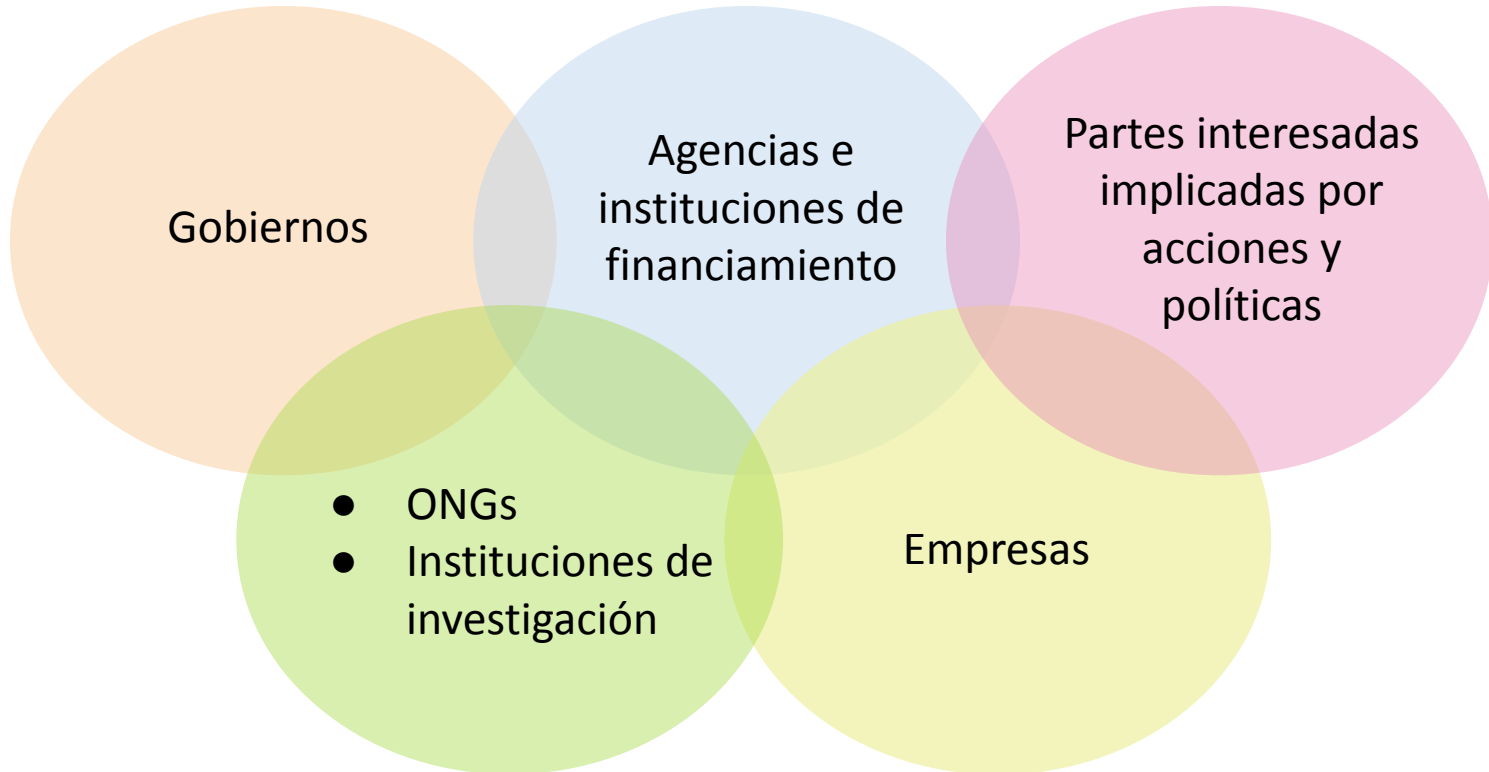 Gobiernos
Agencias e
instituciones de
financiamiento
Partes interesadas
implicadas por
acciones y
políticas
● ONGs
● Instituciones de
investigación
Empresas